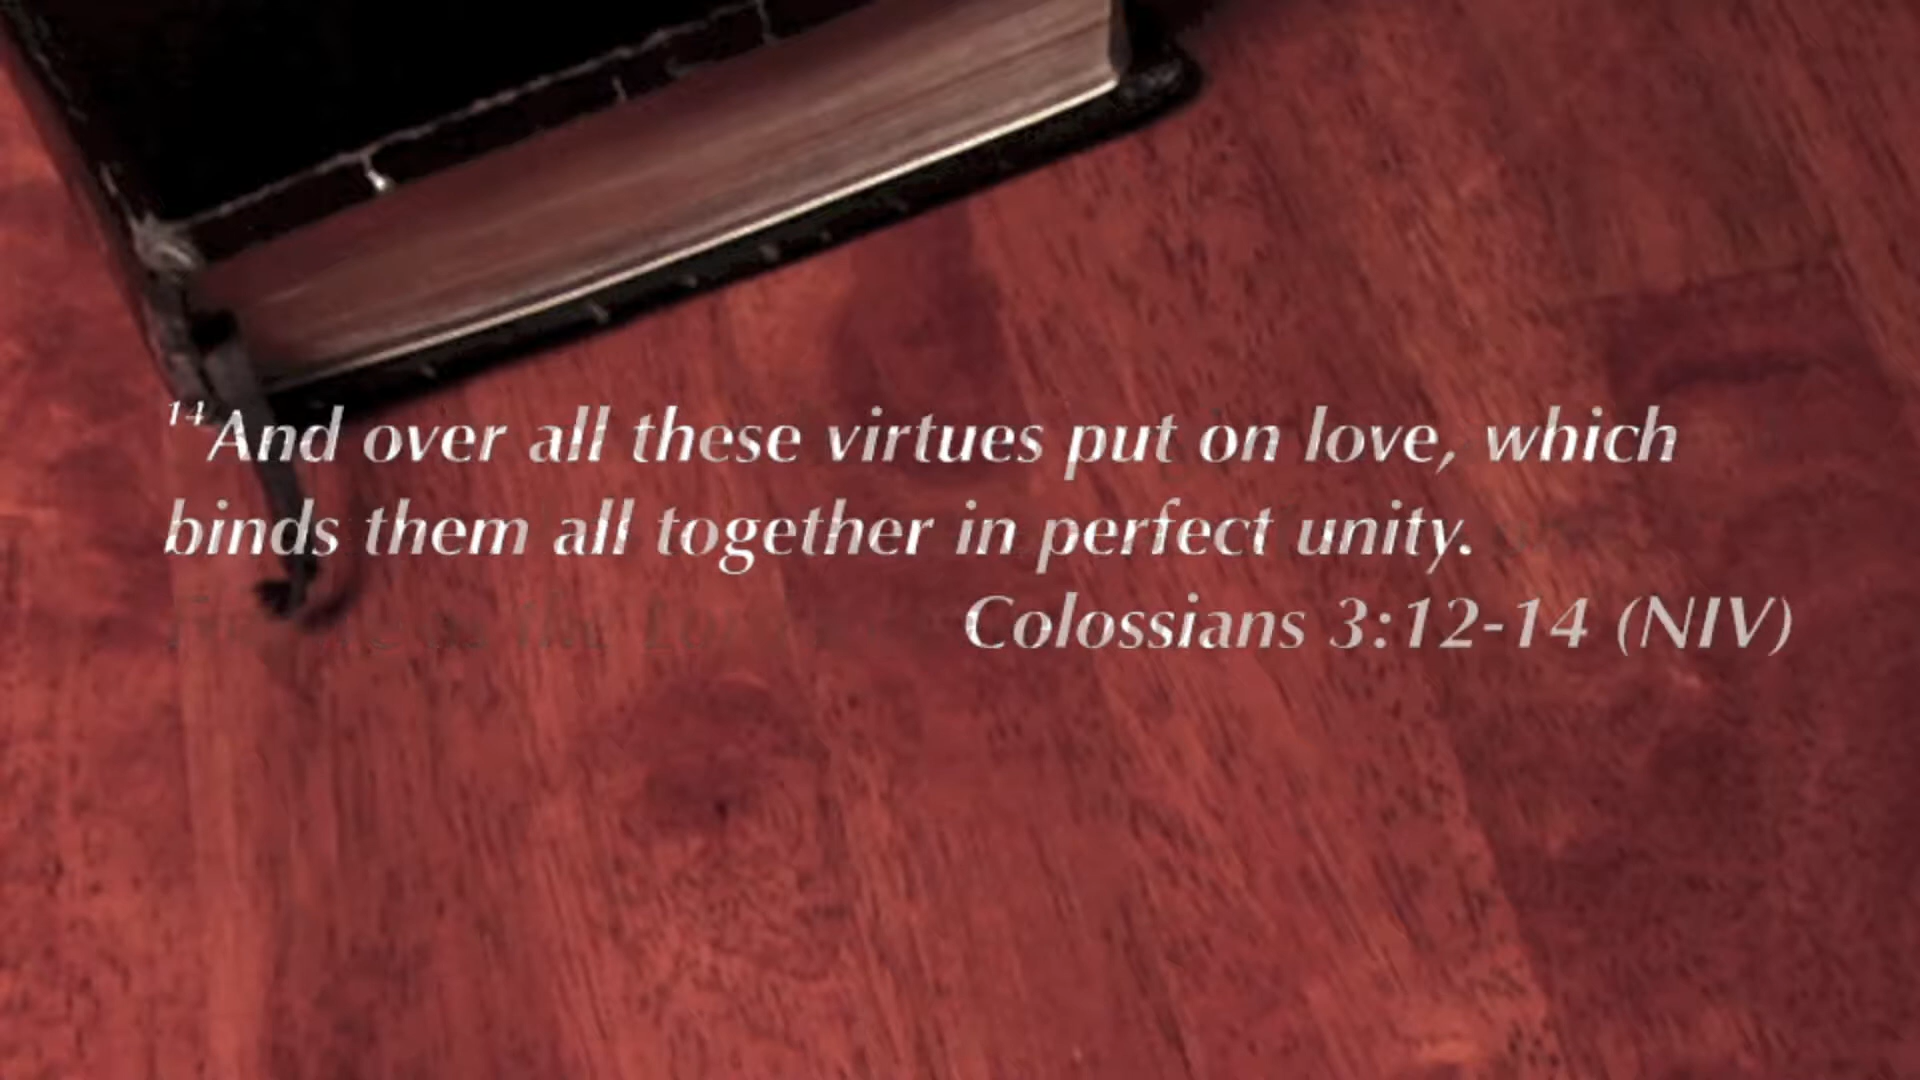 ¹⁴And over all these virtues put on love, which
binds them all together in perfect unity.
Colossians 3:12-14 (NIV)